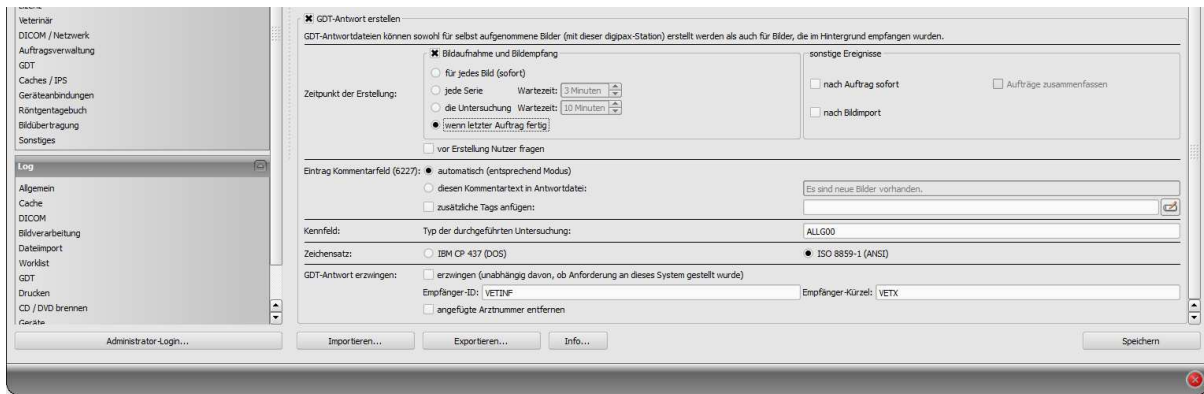 Veterinär
DICOM / Netzwerk
Auftragsverwaltung
GDT
Caches / IPS
Geräteanbindungen
Röntgentagebuch
Bildübertragung
Sonstiges
Log
Allgemein
Cache
DICOM
Bildverarbeitung
Dateiimport
Worklist
GDT
Drucken
CD / DVD brennen
Geräte
Administrator-Login...
GDT-Antwort erstellen
GDT-Antwortdateien können sowohl für selbst aufgenommene Bilder (mit dieser digipax-Station) erstellt werden als auch für Bilder, die im Hintergrund empfangen wurden.
Zeitpunkt der Erstellung:
Bildaufnahme und Bildempfang
für jedes Bild (sofort)
jede Serie Wartezeit: 3 Minuten
die Untersuchung Wartezeit: 10 Minuten
wenn letzter Auftrag fertig
vor Erstellung Nutzer fragen
sonstige Ereignisse
nach Auftrag sofort Aufträge zusammenfassen
nach Bildimport
Eintrag Kommentarfeld (6227): automatisch (entsprechend Modus)
diesen Kommentartext in Antwortdatei: Es sind neue Bilder vorhanden.
zusätzliche Tags anfügen:
Kennfeld: Typ der durchgeführten Untersuchung: ALLG00
Zeichensatz: IBM CP 437 (DOS) ISO 8859-1 (ANSI)
GDT-Antwort erzwingen: erzwingen (unabhängig davon, ob Anforderung an dieses System gestellt wurde)
Empfänger-ID: VETINF Empfänger-Kürzel: VETX
angefügte Arztnummer entfernen
Importieren... Exportieren... Info... Speichern